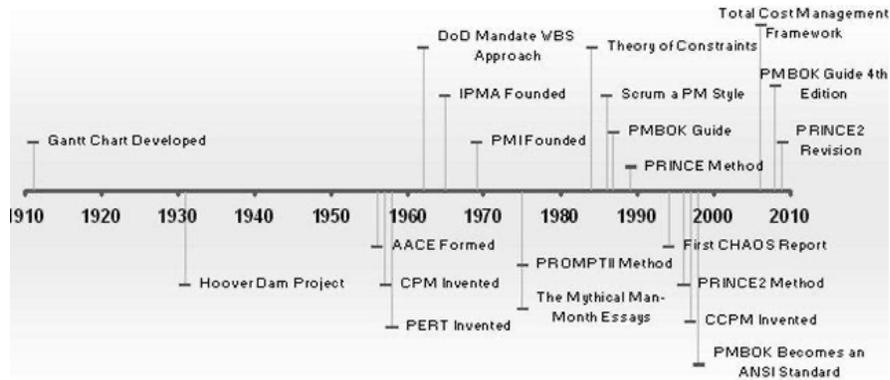 Total Cost Management
Framework
DoD Mandate WBS
Approach
Theory of Constraints
PMBOK Guide 4th
Edition
IPMA Founded
Scrum a PM Style
Gantt Chart Developed
PMI Founded
PMBOK Guide
PRINCE2
Revision
PRINCE Method
1910 1920 1930 1940 1950 1960 1970 1980 1990 2000 2010
AACE Formed
First CHAOS Report
PROMPTII Method
Hoover Dam Project
CPM Invented
PRINCE2 Method
The Mythical Man-
Month Essays
PERT Invented
CCPM Invented
PMBOK Becomes an
ANSI Standard